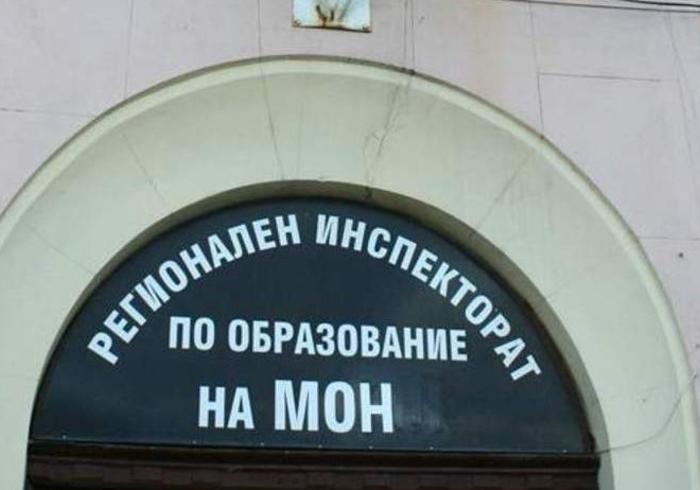 РЕГИОНАЛЕН ИНСПЕКТОРАТ
ПО ОБРАЗОВАНИЕ
НА МОН